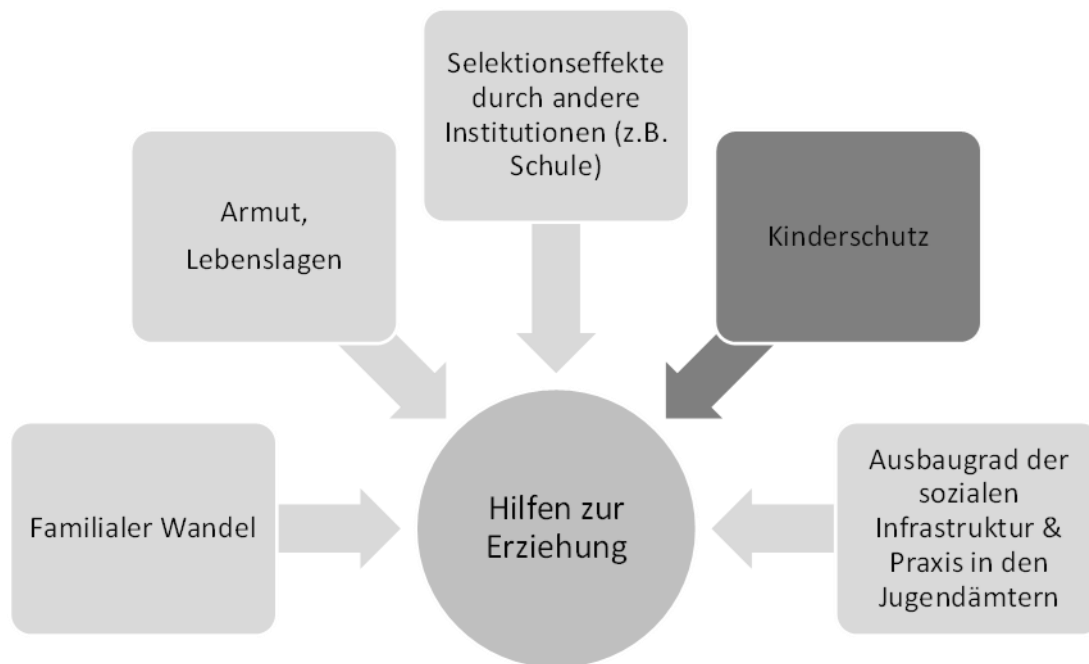 Selektionseffekte
durch andere
Institutionen (z.B.
Schule)
Armut,
Lebenslagen
Kinderschutz
Familialer Wandel
Hilfen zur
Erziehung
Ausbaugrad der
sozialen
Infrastruktur &
Praxis in den
Jugendämtern